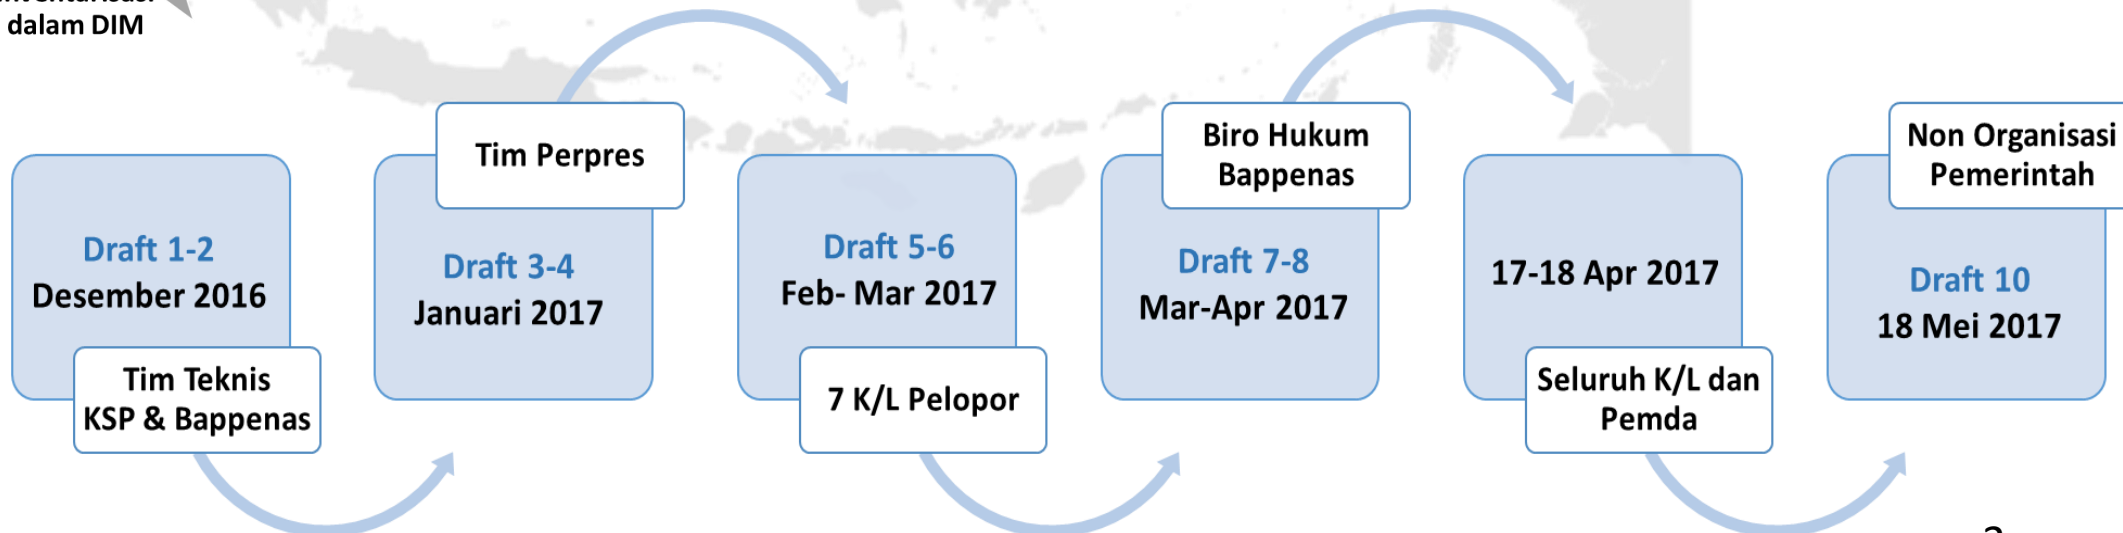 dalam DIM
Draft 1-2
Desember 2016
Tim Teknis
KSP & Bappenas
Tim Perpres
Draft 3-4
Januari 2017
Draft 5-6
Feb- Mar 2017
7 K/L Pelopor
Biro Hukum
Bappenas
Draft 7-8
Mar-Apr 2017
17-18 Apr 2017
Seluruh K/L dan
Pemda
Non Organisasi
Pemerintah
Draft 10
18 Mei 2017